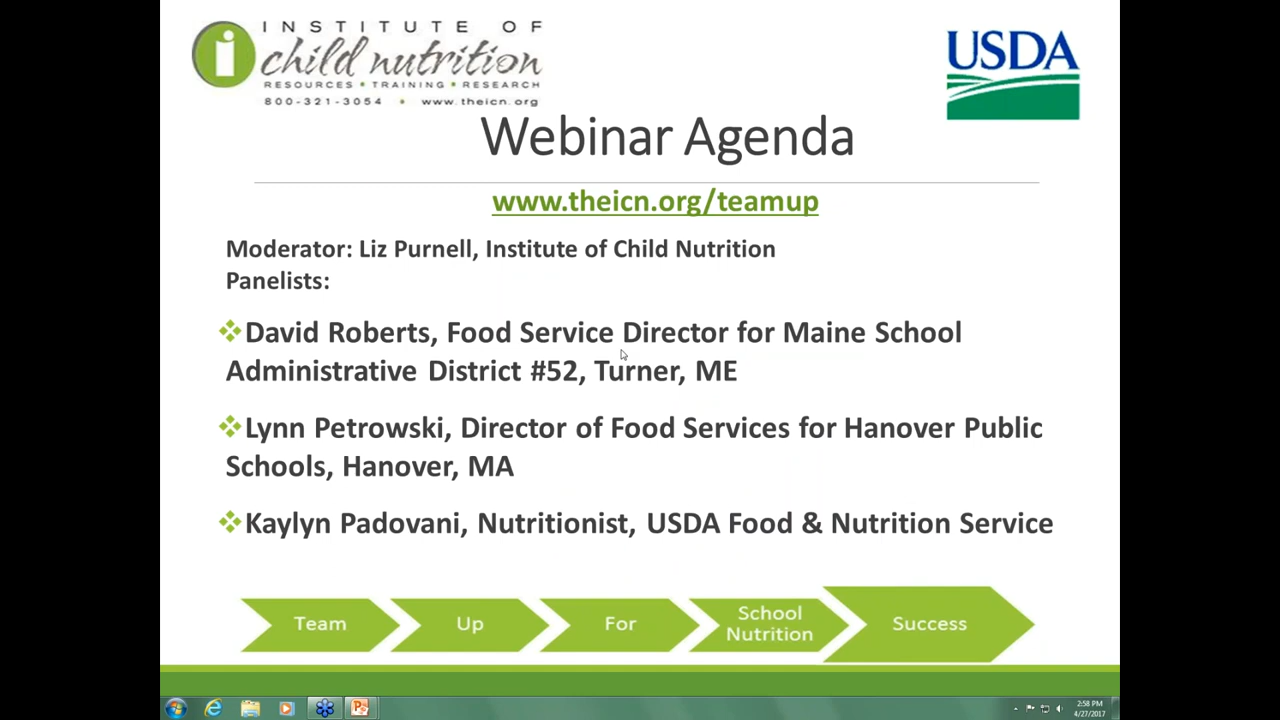 INSTITUTE OF
child nutrition
RESOURCES • TRAINING • RESEARCH
800-321-3054 • www.theicn.org
USDA
Webinar Agenda
www.theicn.org/teamup
Moderator: Liz Purnell, Institute of Child Nutrition
Panelists:
David Roberts, Food Service Director for Maine School
Administrative District #52, Turner, ME
Lynn Petrowski, Director of Food Services for Hanover Public
Schools, Hanover, MA
Kaylyn Padovani, Nutritionist, USDA Food & Nutrition Service
Team Up For School Nutrition Success
2:58 PM
4/27/2017